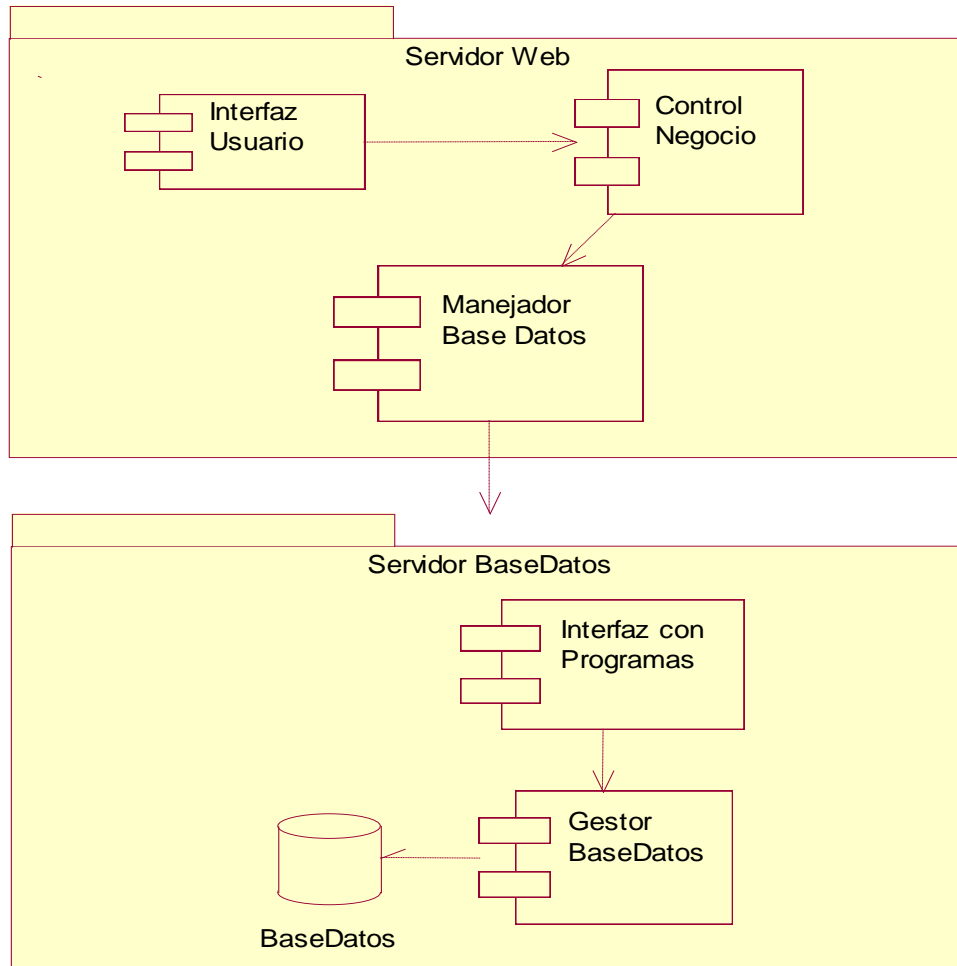 Servidor Web
Interfaz
Usuario
Control
Negocio
Manejador
Base Datos
Servidor BaseDatos
Interfaz con
Programas
Gestor
BaseDatos
BaseDatos